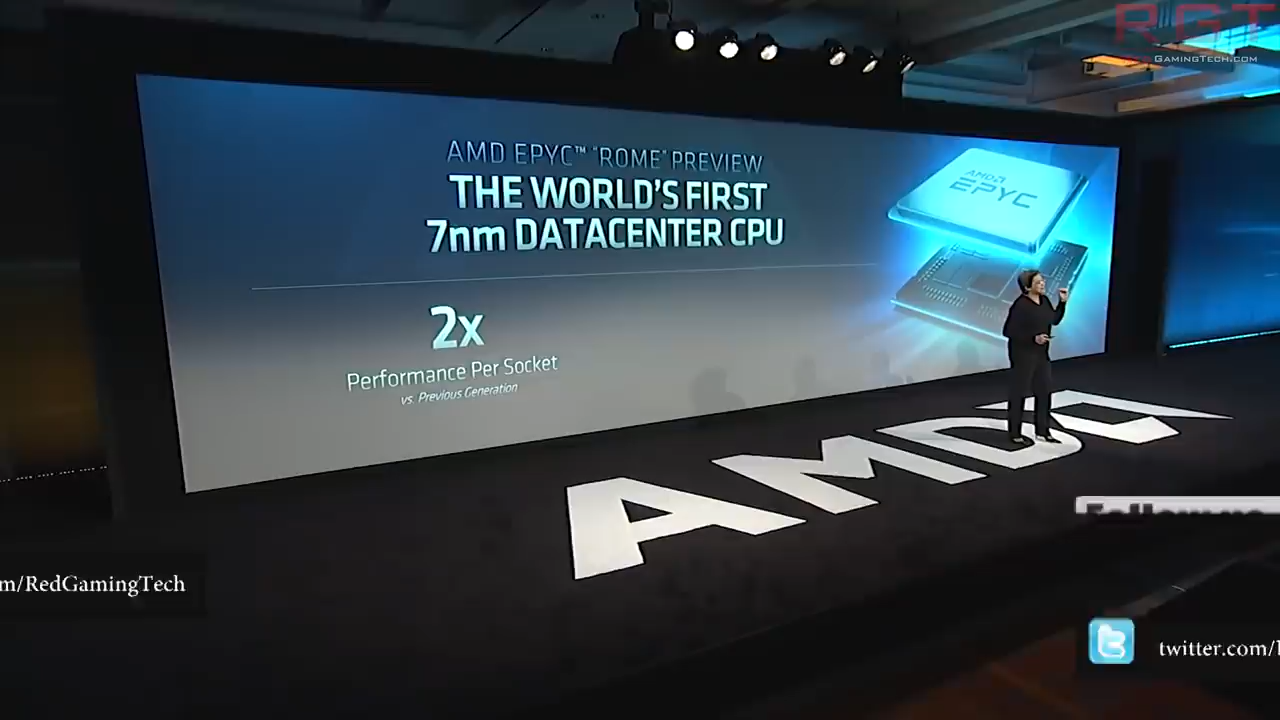 RGT
GAMINGTECH.COM
AMD EPYC™ "ROME" PREVIEW
THE WORLD'S FIRST
7nm DATACENTER CPU
AMD
EPYC
2x
Performance Per Socket
vs. Previous Generation
AMD
m/RedGamingTech
twitter.com/